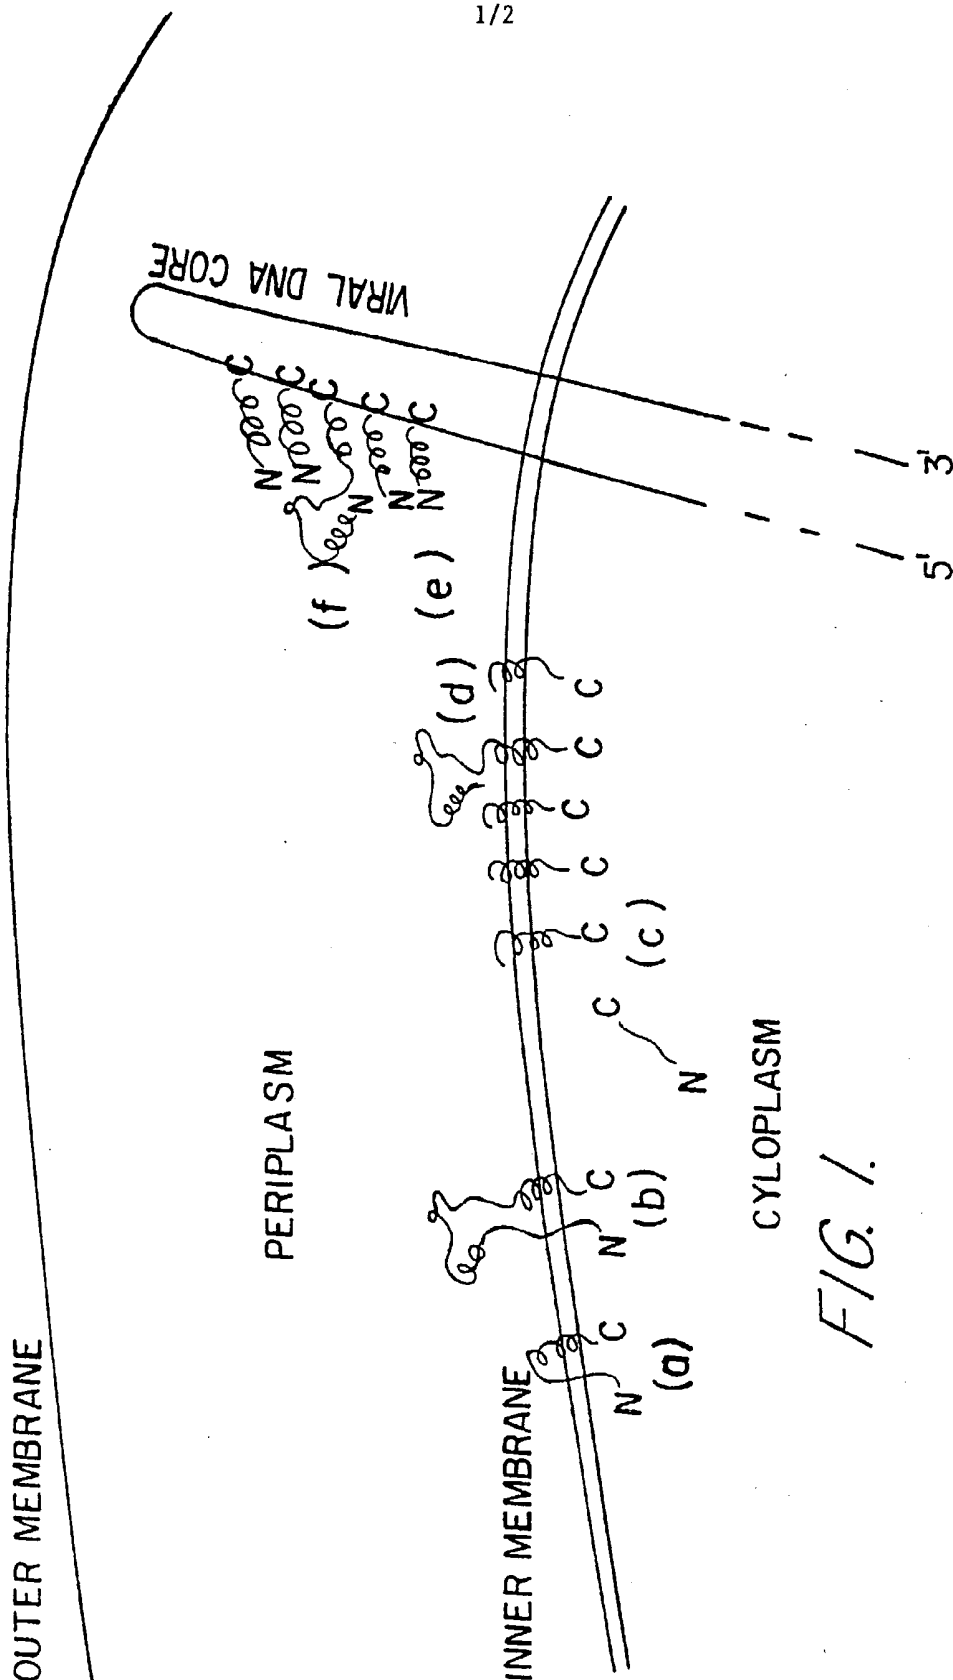 1/2
OUTER MEMBRANE
VIRAL DNA CORE
PERIPLASM
N C
N C
C
N
(f)
N C
N C
(e)
(d)
INNER MEMBRANE
C
C
C
C
C
(c)
N C
(b)
N C
(a)
C
N
CYLOPLASM
5'
3'
FIG. 1.